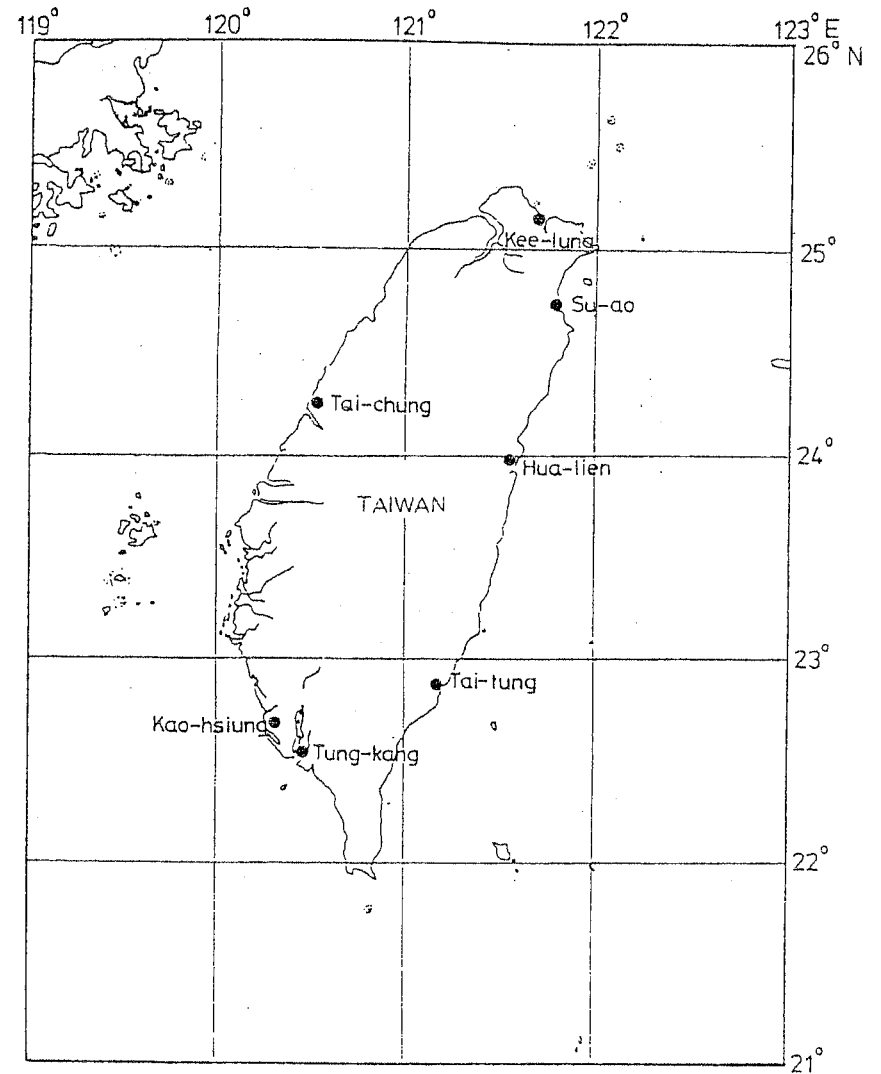 119° 120° 121° 122° 123° E
26° N
Kee-lung
25°
Su-ao
Tai-chung
24°
Hua-lien
TAIWAN
23°
Tai-tung
Kao-hsiung
Tung-kang
22°
21°